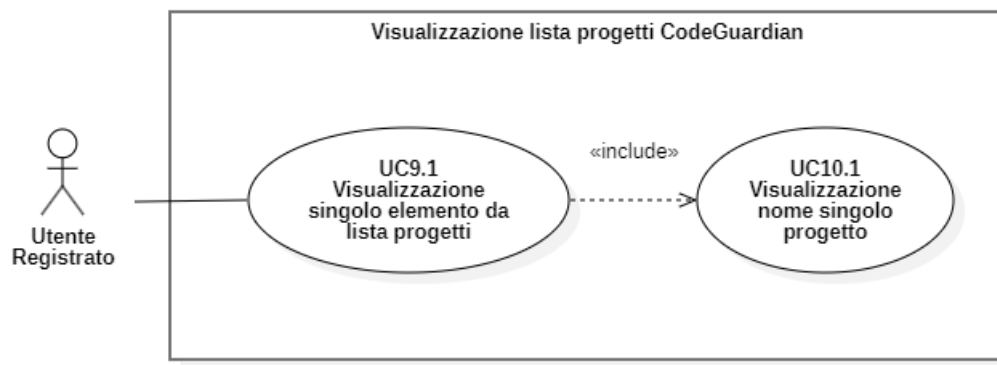 Visualizzazione lista progetti CodeGuardian
Utente
Registrato
UC9.1
Visualizzazione
singolo elemento da
lista progetti
«include»
UC10.1
Visualizzazione
nome singolo
progetto